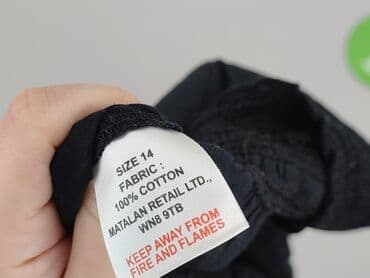 SIZE 14
FABRIC :
100% COTTON
MATALAN RETAIL LTD.,
WN8 9TB
KEEP AWAY FROM
FIRE AND FLAMES